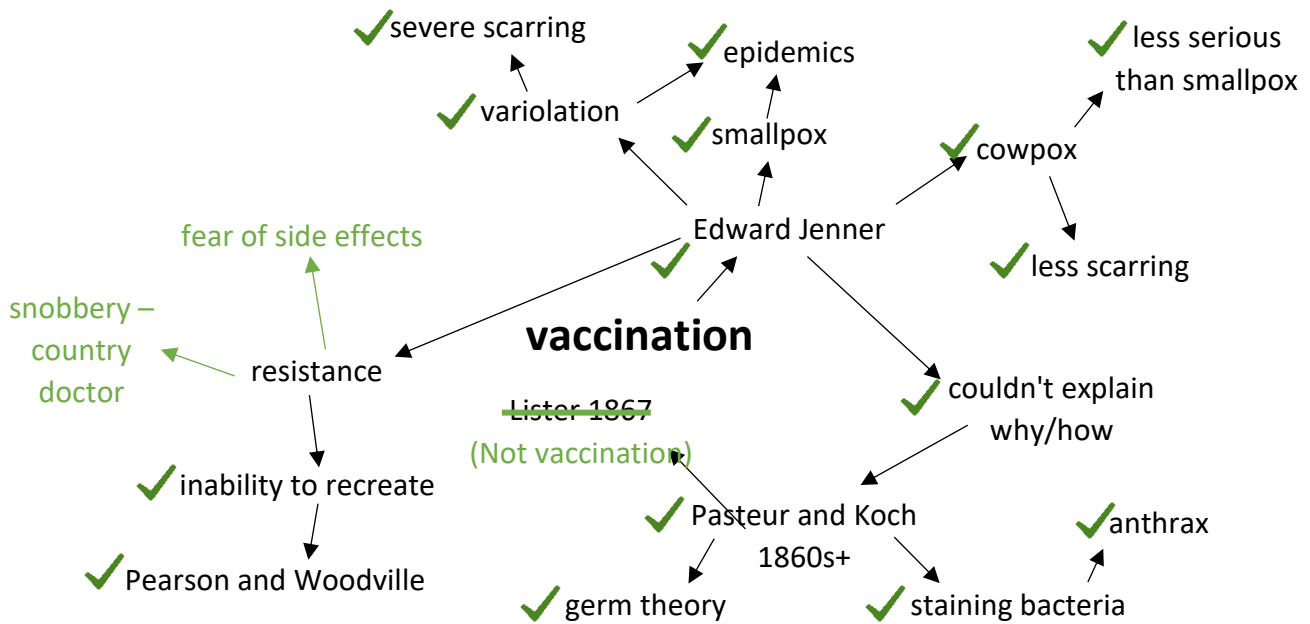 severe scarring
epidemics
less serious
than smallpox
variolation
smallpox
cowpox
Edward Jenner
fear of side effects
less scarring
snobbery –
country
doctor
vaccination
resistance
couldn't explain
why/how
Lister 1867
(Not vaccination)
inability to recreate
Pasteur and Koch
1860s+
anthrax
Pearson and Woodville
germ theory
staining bacteria